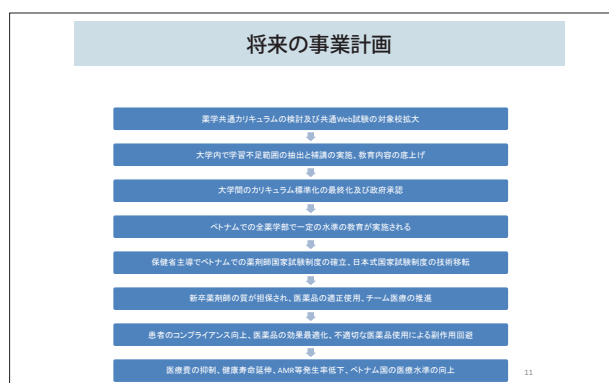 将来の事業計画
薬学共通カリキュラムの検討及び共通Web試験の対象校拡大
大学内で学習不足範囲の抽出と補講の実施、教育内容の底上げ
大学間のカリキュラム標準化の最終化及び政府承認
ベトナムでの全薬学部で一定の水準の教育が実施される
保健省主導でベトナムでの薬剤師国家試験制度の確立、日本式国家試験制度の技術移転
新卒薬剤師の質が担保され、医薬品の適正使用、チーム医療の推進
患者のコンプライアンス向上、医薬品の効果最適化、不適切な医薬品使用による副作用回避
医療費の抑制、健康寿命延伸、AMR等発生率低下、ベトナム国の医療水準の向上
11